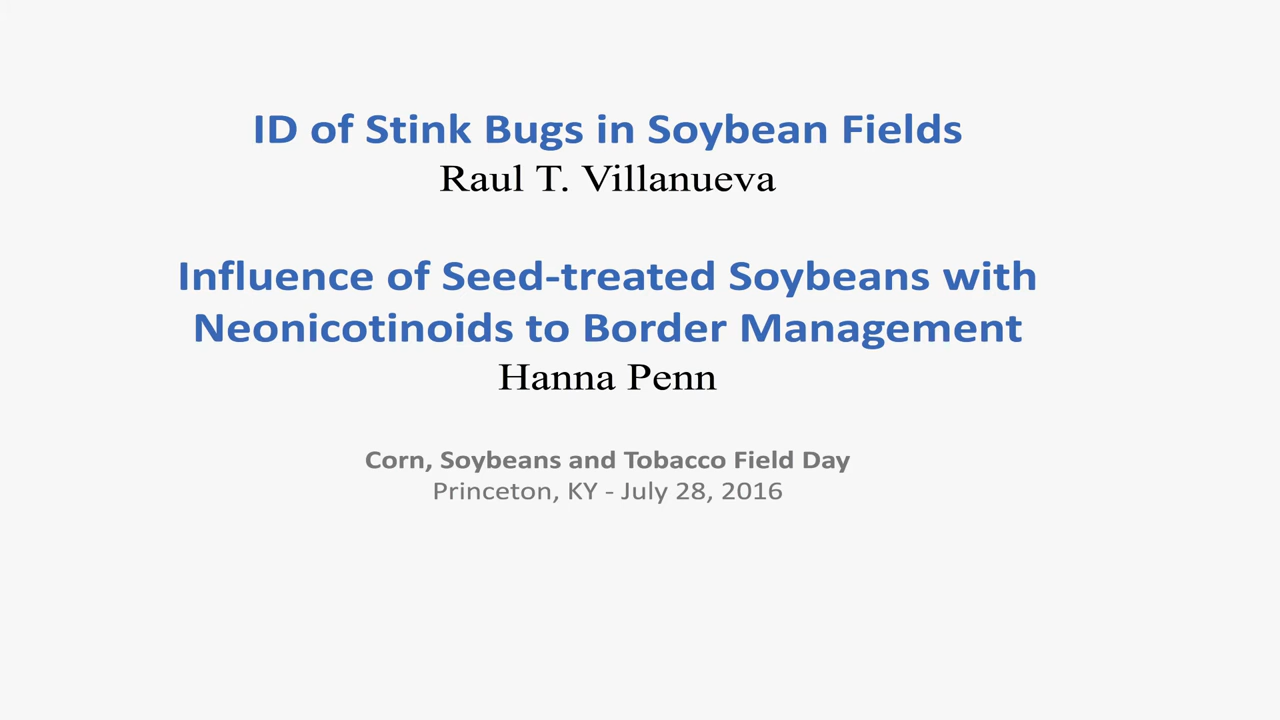 ID of Stink Bugs in Soybean Fields
Raul T. Villanueva
Influence of Seed-treated Soybeans with
Neonicotinoids to Border Management
Hanna Penn
Corn, Soybeans and Tobacco Field Day
Princeton, KY - July 28, 2016